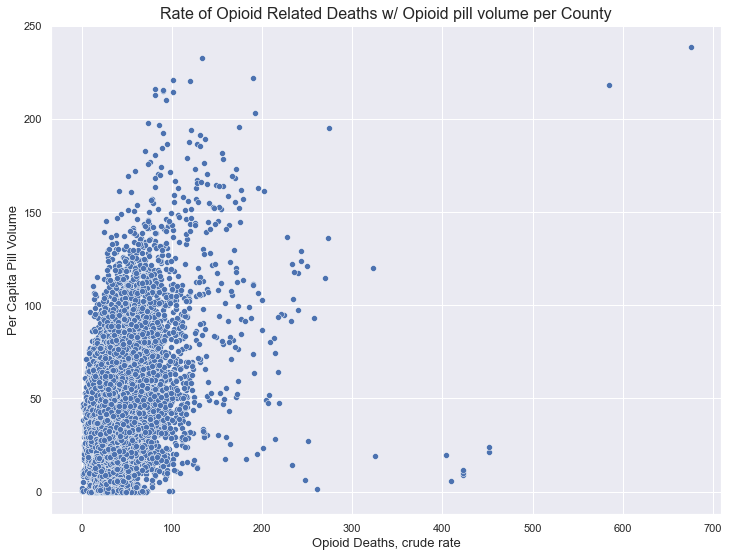 Rate of Opioid Related Deaths w/ Opioid pill volume per County
250
200
150
100
50
0
Per Capita Pill Volume
0 100 200 300 400 500 600 700
Opioid Deaths, crude rate